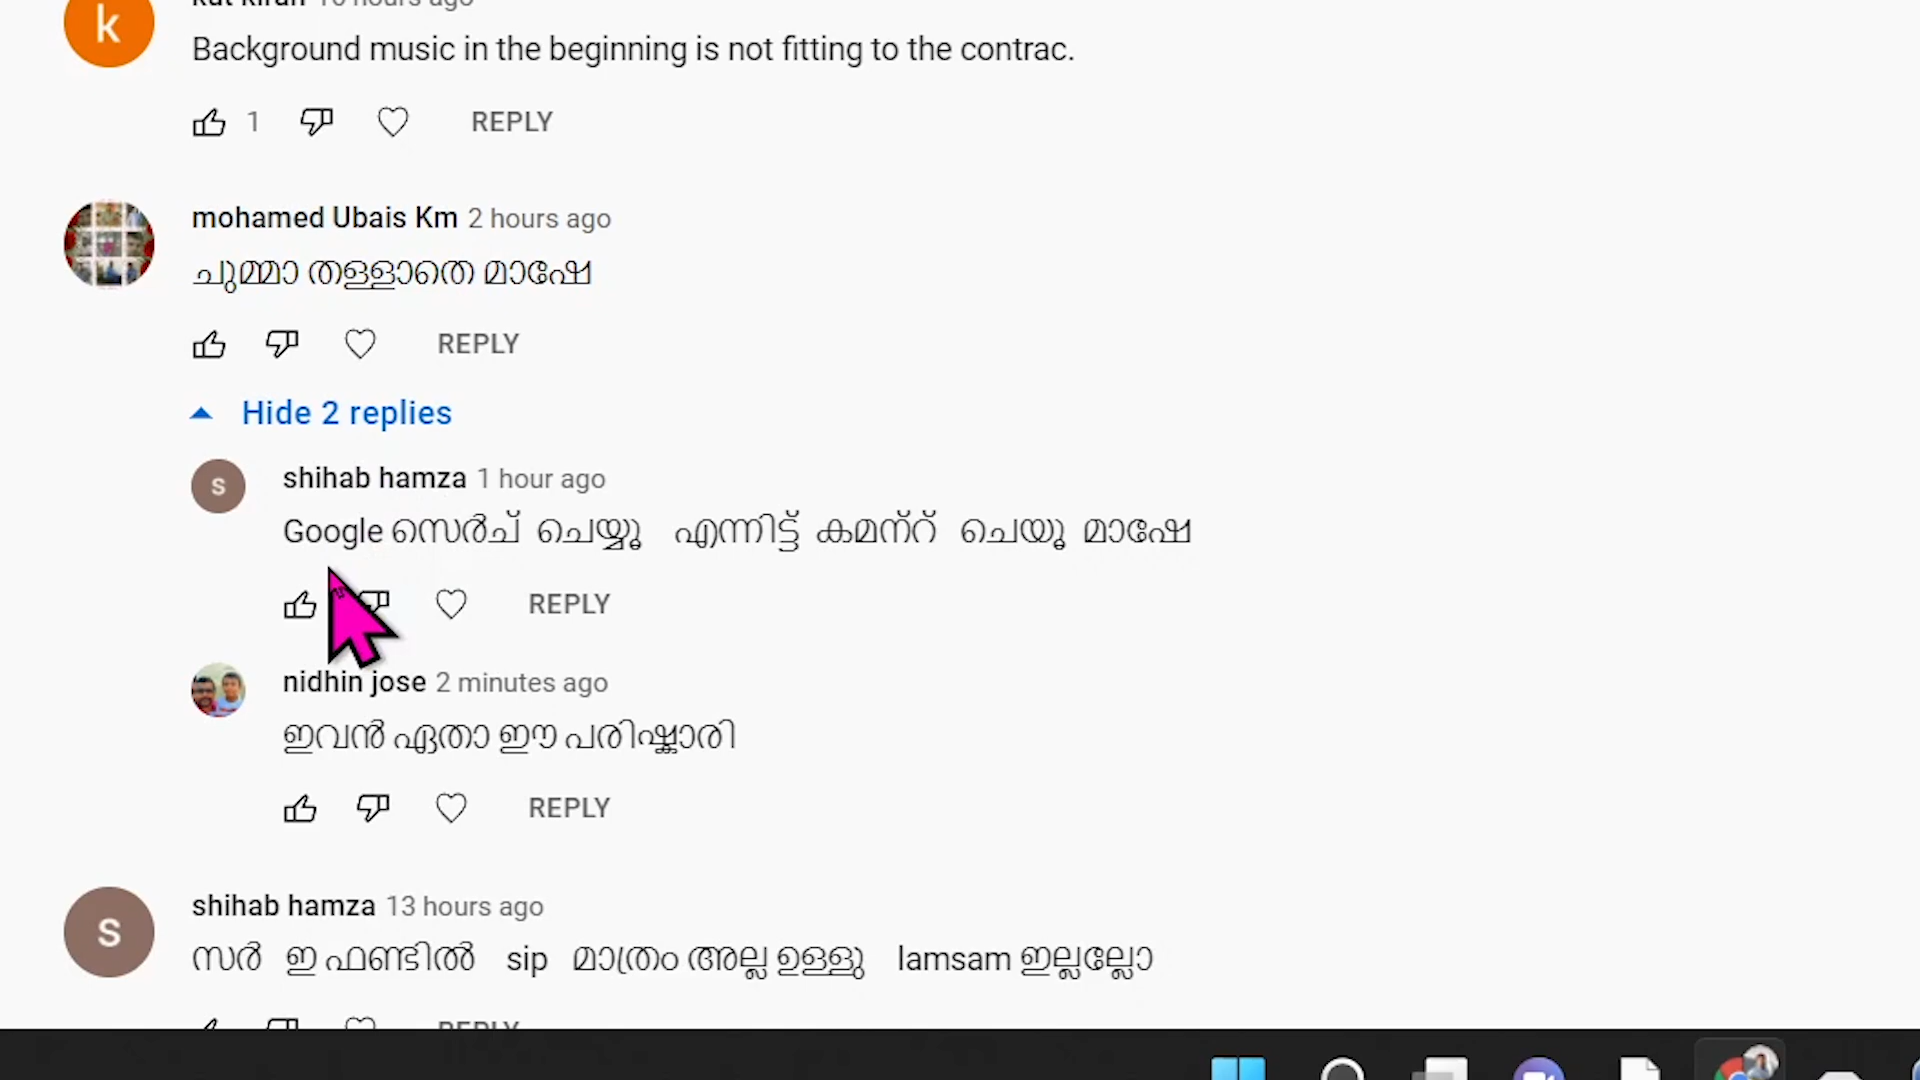 k
Background music in the beginning is not fitting to the contrac.
1 REPLY
mohamed Ubais Km 2 hours ago
ചുമ്മാ തള്ളാതെ മാഷേ
REPLY
Hide 2 replies
s
shihab hamza 1 hour ago
Google സെർച് ചെയ്യൂ എന്നിട്ട് കമന്റ് ചെയൂ മാഷേ
REPLY
nidhin jose 2 minutes ago
ഇവൻ ഏതാ ഈ പരിഷ്കാരി
REPLY
s
shihab hamza 13 hours ago
സർ ഇ ഫണ്ടിൽ sip മാത്രം അല്ല ഉള്ളു lamsam ഇല്ലല്ലോ
REPLY